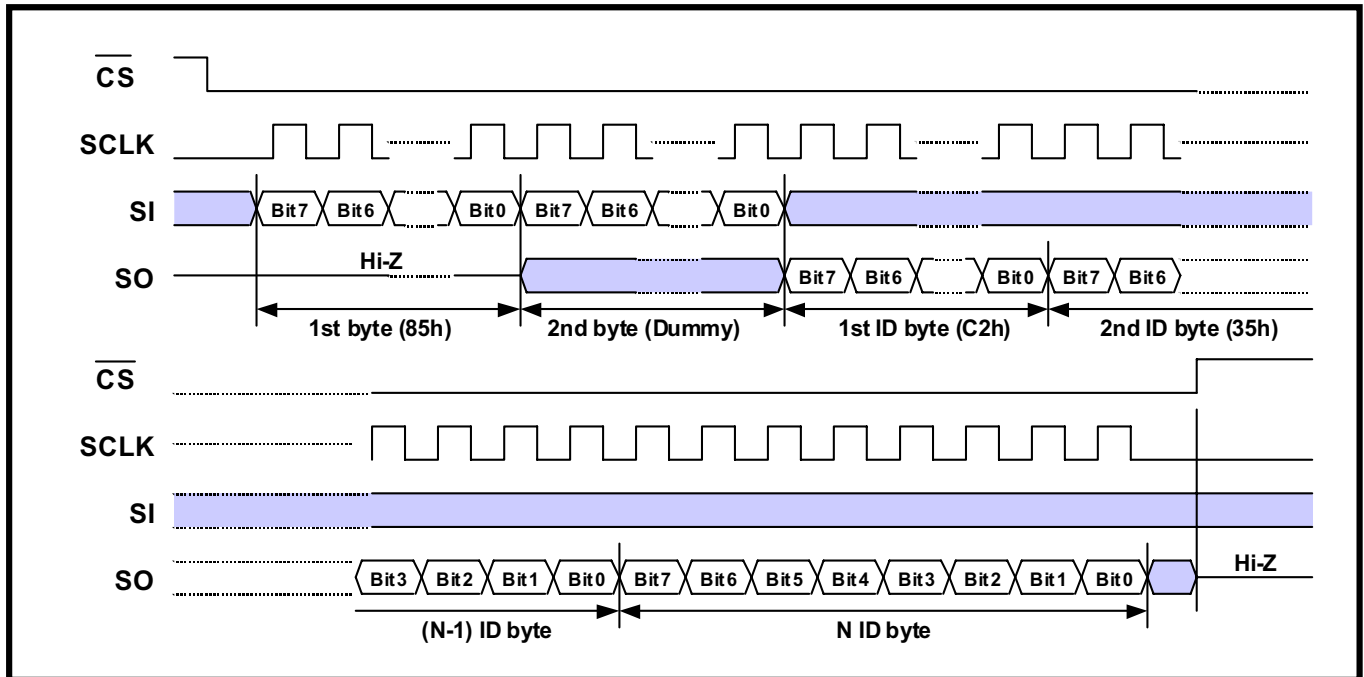 CS
SCLK
SI Bit7 Bit6 Bit0 Bit7 Bit6 Bit0
SO Hi-Z Bit7 Bit6 Bit0 Bit7 Bit6
1st byte (85h) 2nd byte (Dummy) 1st ID byte (C2h) 2nd ID byte (35h)
CS
SCLK
SI
SO Bit3 Bit2 Bit1 Bit0 Bit7 Bit6 Bit5 Bit4 Bit3 Bit2 Bit1 Bit0 Hi-Z
(N-1) ID byte N ID byte